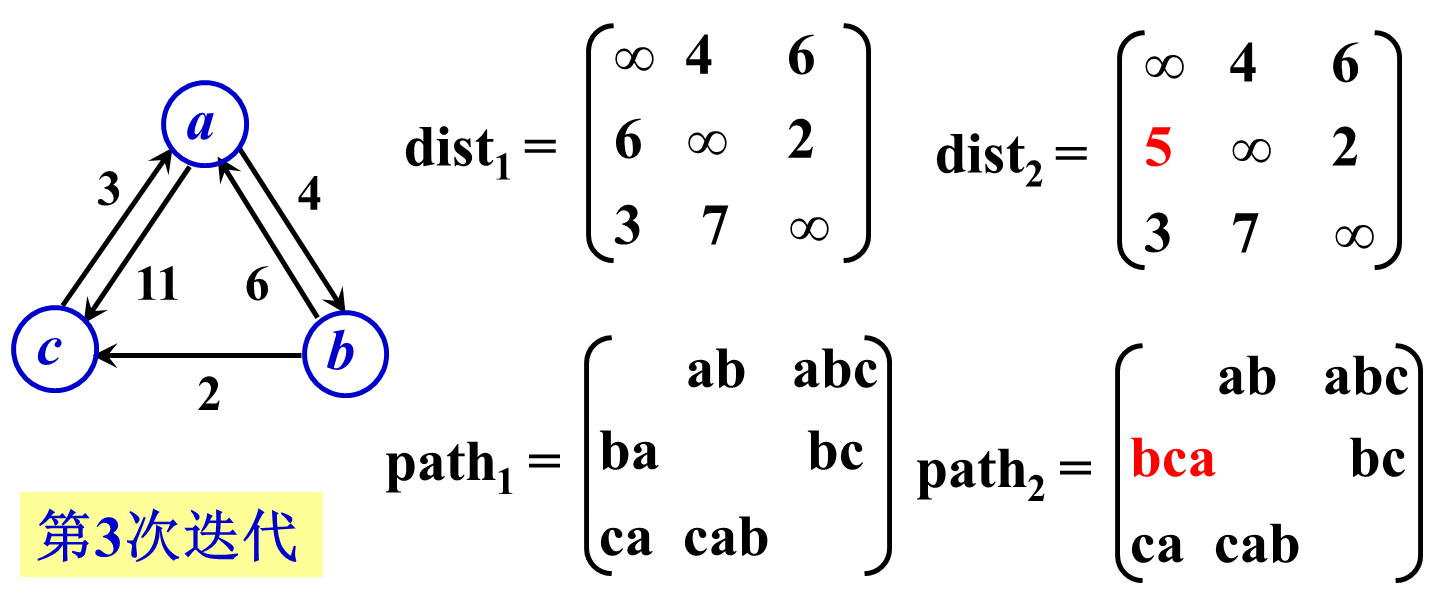 a
3
4
11
6
c
b
2
第3次迭代
dist₁ =
∞ 4 6
6 ∞ 2
3 7 ∞
dist₂ =
∞ 4 6
5 ∞ 2
3 7 ∞
path₁ =
ab abc
ba bc
ca cab
path₂ =
ab abc
bca bc
ca cab